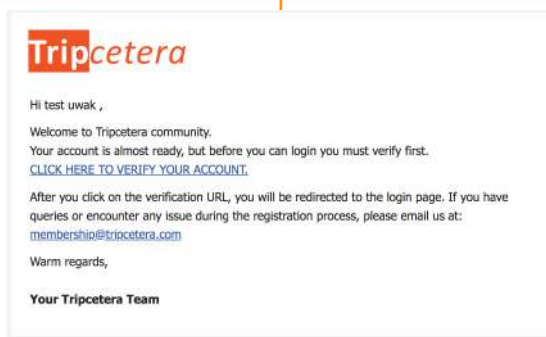 Tripcetera
Hi test uwak ,
Welcome to Tripcetera community.
Your account is almost ready, but before you can login you must verify first.
CLICK HERE TO VERIFY YOUR ACCOUNT.
After you click on the verification URL, you will be redirected to the login page. If you have
queries or encounter any issue during the registration process, please email us at:
membership@tripcetera.com
Warm regards,
Your Tripcetera Team